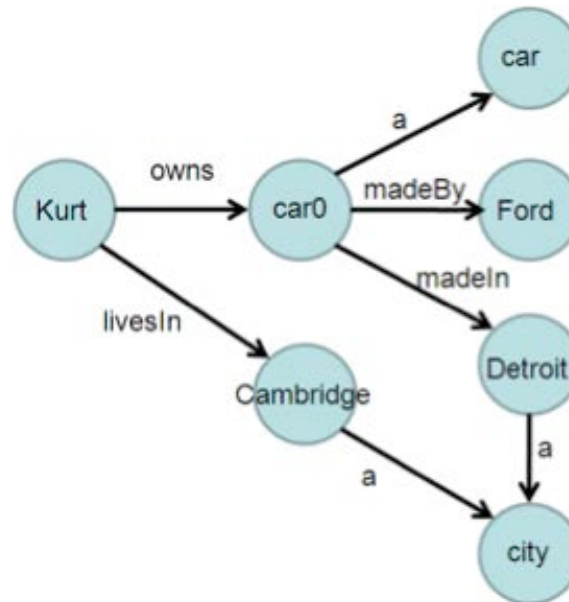 car
a
owns
madeBy
Kurt
car0
Ford
madeIn
livesIn
Detroit
Cambridge
a
a
city